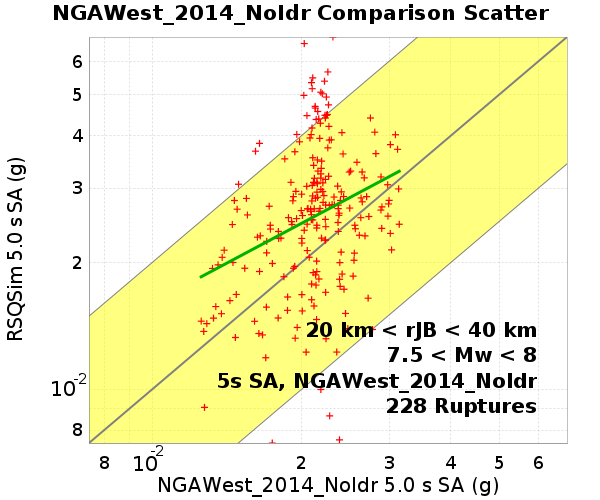 NGAWest_2014_NoIdr Comparison Scatter
RSQSim 5.0 s SA (g)
6
5
4
3
2
10-2
8
20 km < rJB < 40 km
7.5 < Mw < 8
5s SA, NGAWest_2014_NoIdr
228 Ruptures
8 10-2 2 3 4 5 6
NGAWest_2014_NoIdr 5.0 s SA (g)